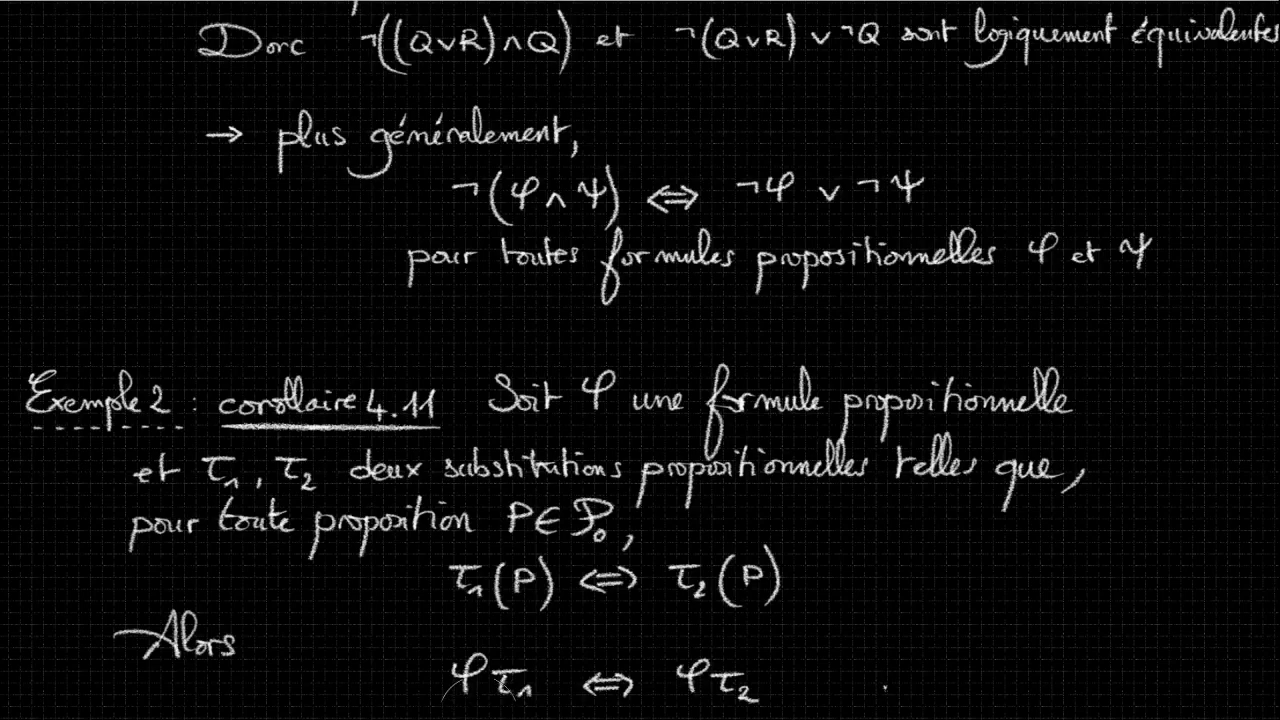 Donc ¬((Q∨R)∧Q) et ¬(Q∨R) ∨ ¬Q sont logiquement équivalentes
→ plus généralement,
¬(φ ∧ ψ) ⇔ ¬φ ∨ ¬ψ
pour toutes formules propositionnelles φ et ψ
Exemple 2 : corollaire 4.11 Soit φ une formule propositionnelle
et τ₁, τ₂ deux substitutions propositionnelles telles que,
pour toute proposition P∈𝒫₀,
τ₁(P) ⇔ τ₂(P)
Alors
φτ₁ ⇔ φτ₂